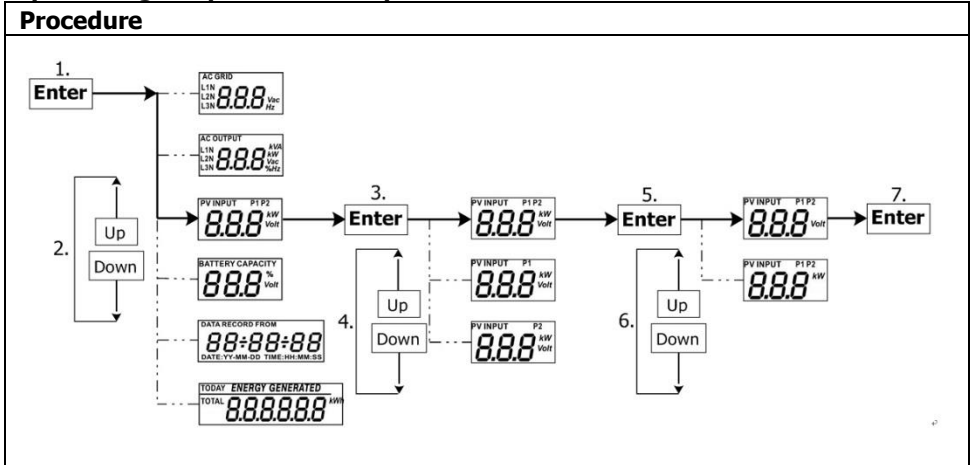 Procedure
1.
Enter
AC GRID
L1N
L2N
L3N
8.8.8
Vac
Hz
AC OUTPUT
L1N
L2N
L3N
8.8.8
kVA
kW
Vac
%Hz
2.
Up
Down
PV INPUT P1 P2
8.8.8
kW
Volt
BATTERY CAPACITY
88.8
%
Volt
DATA RECORD FROM
88:88:88
DATE:YY-MM-DD TIME:HH:MM:SS
TODAY ENERGY GENERATED
TOTAL 8.8.8.8.8.8 kWh
3.
Enter
4.
Up
Down
PV INPUT P1 P2
8.8.8
kW
Volt
PV INPUT P1
8.8.8
kW
Volt
PV INPUT P2
8.8.8
kW
Volt
5.
Enter
6.
Up
Down
PV INPUT P1 P2
8.8.8
Volt
PV INPUT P1 P2
8.8.8
kW
7.
Enter